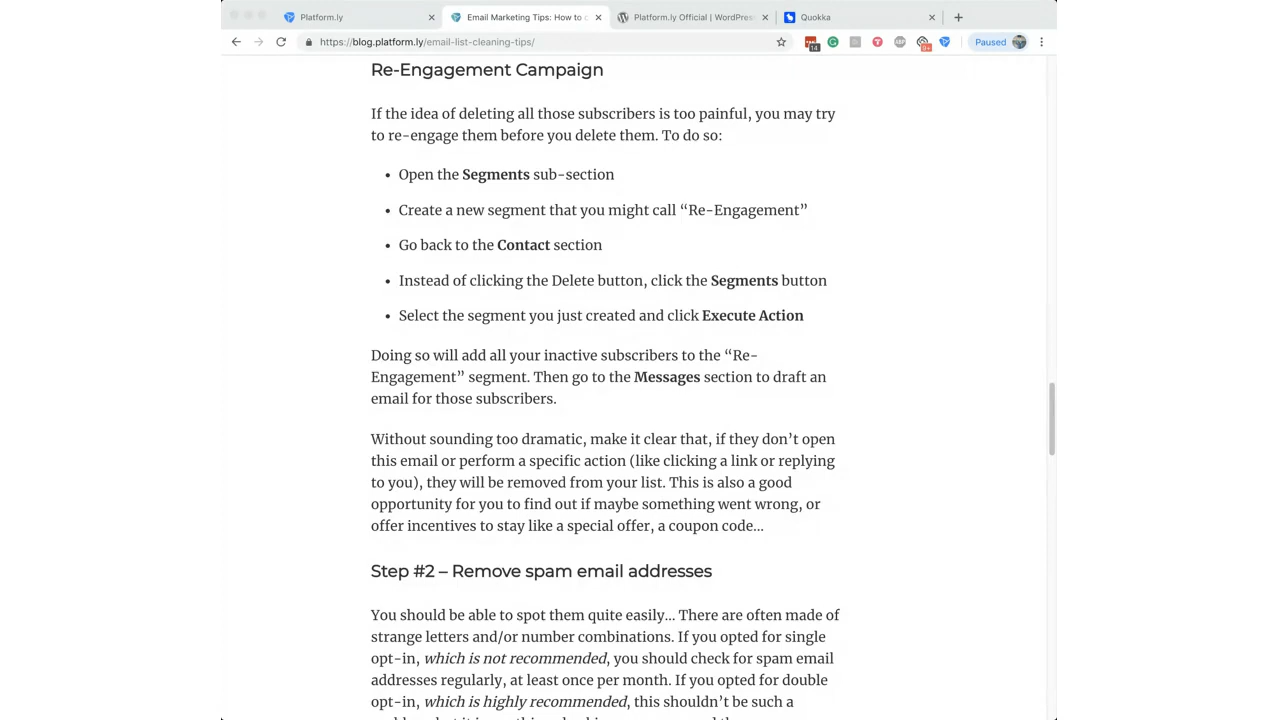 Platform.ly
Email Marketing Tips: How to c
Platform.ly Official | WordPres
Quokka
https://blog.platform.ly/email-list-cleaning-tips/
14
ABP
Paused
Re-Engagement Campaign
If the idea of deleting all those subscribers is too painful, you may try
to re-engage them before you delete them. To do so:
• Open the Segments sub-section
• Create a new segment that you might call “Re-Engagement”
• Go back to the Contact section
• Instead of clicking the Delete button, click the Segments button
• Select the segment you just created and click Execute Action
Doing so will add all your inactive subscribers to the “Re-
Engagement” segment. Then go to the Messages section to draft an
email for those subscribers.
Without sounding too dramatic, make it clear that, if they don’t open
this email or perform a specific action (like clicking a link or replying
to you), they will be removed from your list. This is also a good
opportunity for you to find out if maybe something went wrong, or
offer incentives to stay like a special offer, a coupon code…
Step #2 – Remove spam email addresses
You should be able to spot them quite easily… There are often made of
strange letters and/or number combinations. If you opted for single
opt-in, which is not recommended, you should check for spam email
addresses regularly, at least once per month. If you opted for double
opt-in, which is highly recommended, this shouldn’t be such a